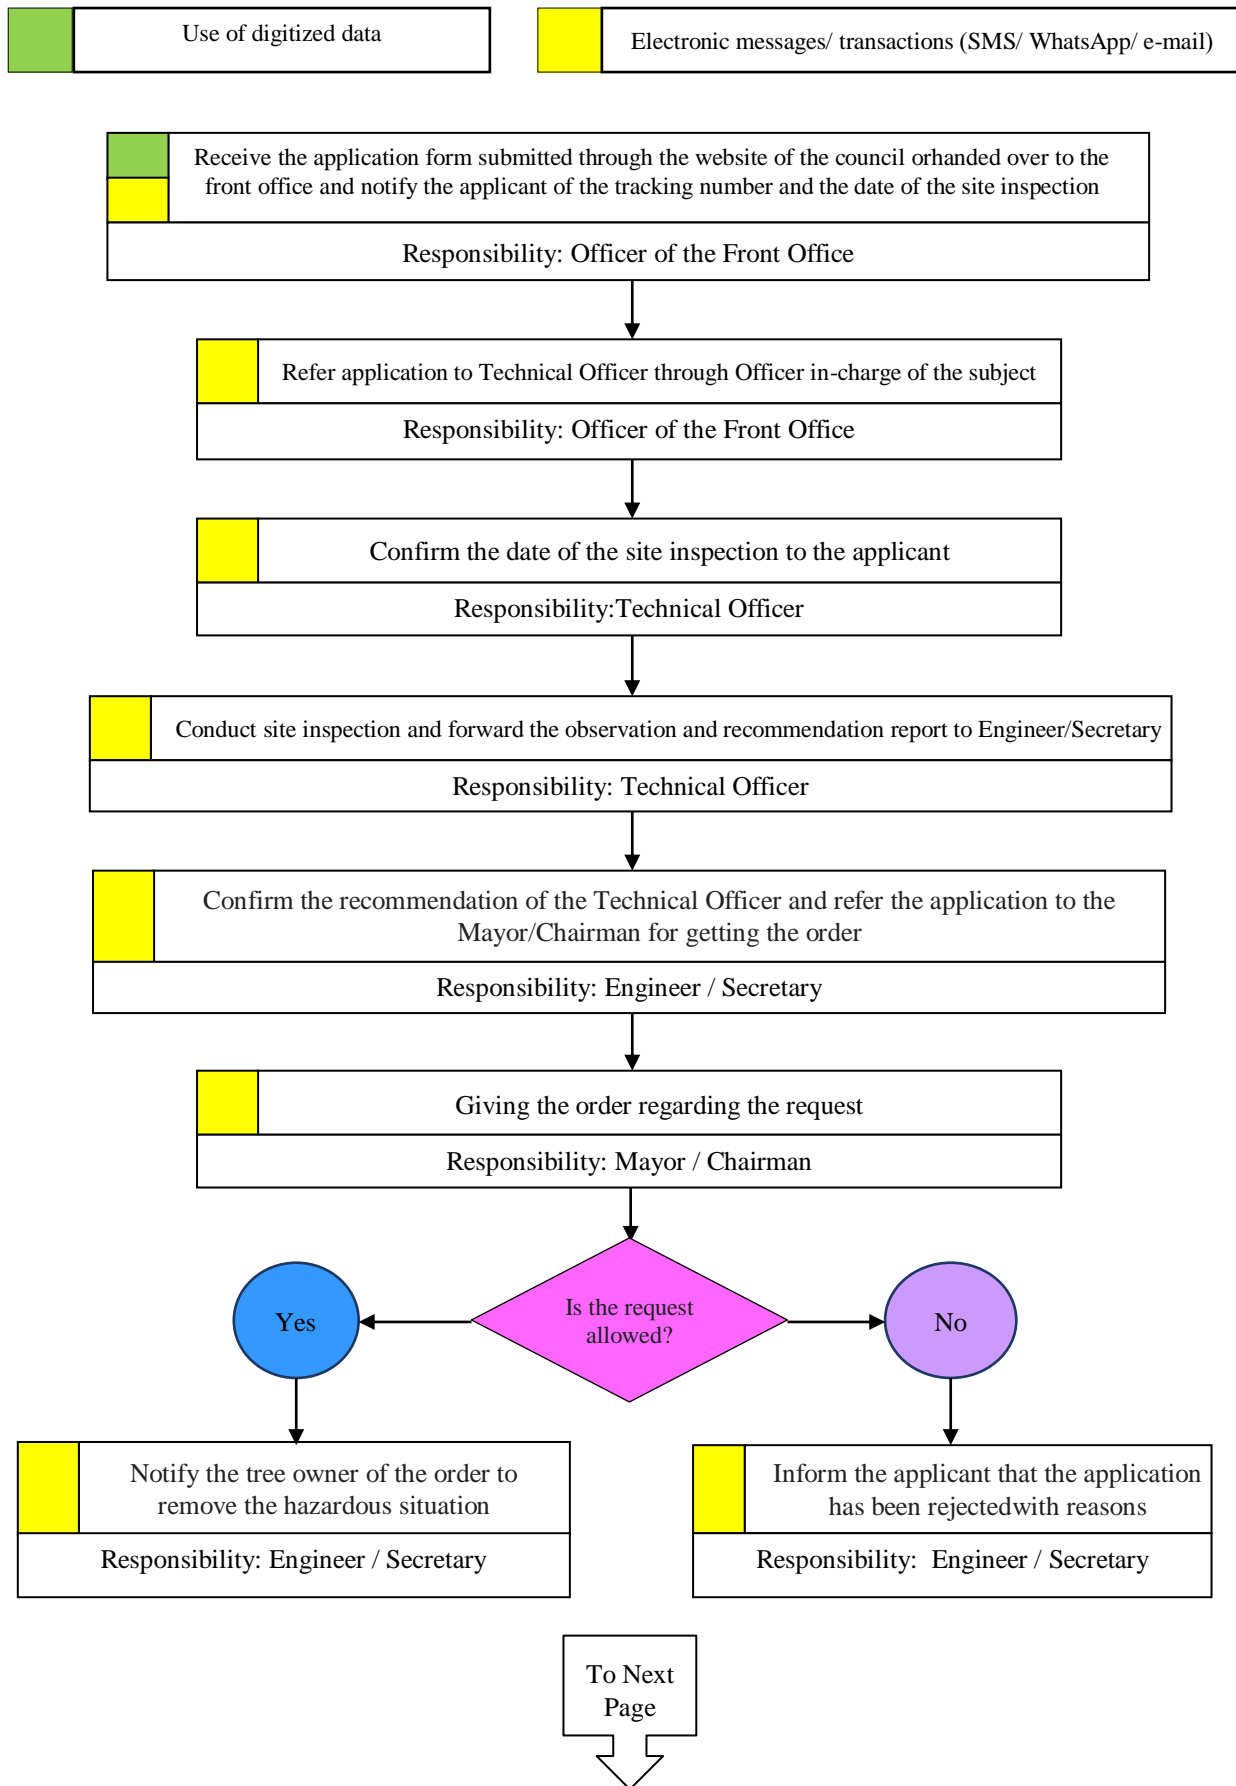 Use of digitized data
Electronic messages/ transactions (SMS/ WhatsApp/ e-mail)
Receive the application form submitted through the website of the council orhanded over to the
front office and notify the applicant of the tracking number and the date of the site inspection
Responsibility: Officer of the Front Office
Refer application to Technical Officer through Officer in-charge of the subject
Responsibility: Officer of the Front Office
Confirm the date of the site inspection to the applicant
Responsibility:Technical Officer
Conduct site inspection and forward the observation and recommendation report to Engineer/Secretary
Responsibility: Technical Officer
Confirm the recommendation of the Technical Officer and refer the application to the
Mayor/Chairman for getting the order
Responsibility: Engineer / Secretary
Giving the order regarding the request
Responsibility: Mayor / Chairman
Is the request
allowed?
Yes
No
Notify the tree owner of the order to
remove the hazardous situation
Responsibility: Engineer / Secretary
Inform the applicant that the application
has been rejectedwith reasons
Responsibility:  Engineer / Secretary
To Next
Page